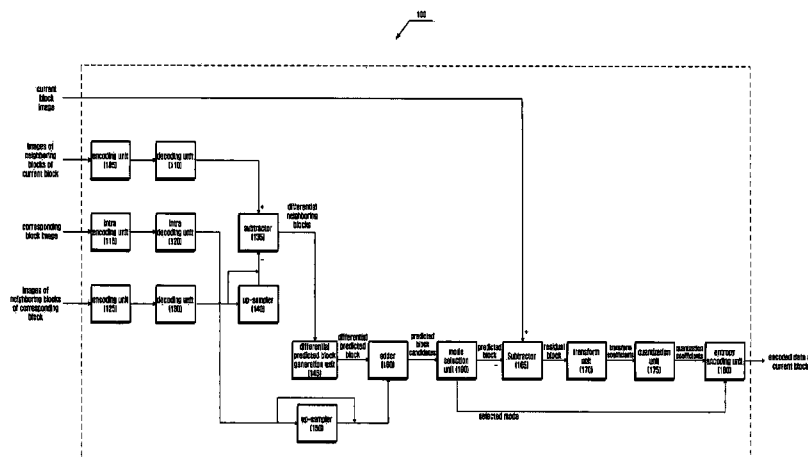 100
current
block
image
Images of
neighboring
blocks of
current block
encoding unit
(105)
decoding unit
(110)
corresponding
block image
intra
encoding unit
(115)
intra
decoding unit
(120)
subtractor
(135)
differential
neighboring
blocks
Images of
neighboring blocks
of corresponding
block
encoding unit
(125)
decoding unit
(130)
up-sampler
(140)
differential
predicted block
generation unit
(145)
differential
predicted
block
adder
predicted
block
candidates
mode
selection
unit
predicted
block
Subtractor
(165)
residual
block
transform
unit
(170)
transform
coefficients
quantization
unit
(175)
quantization
coefficients
entropy
encoding unit
(180)
encoded data of
current block
up-sampler
(150)
selected mode